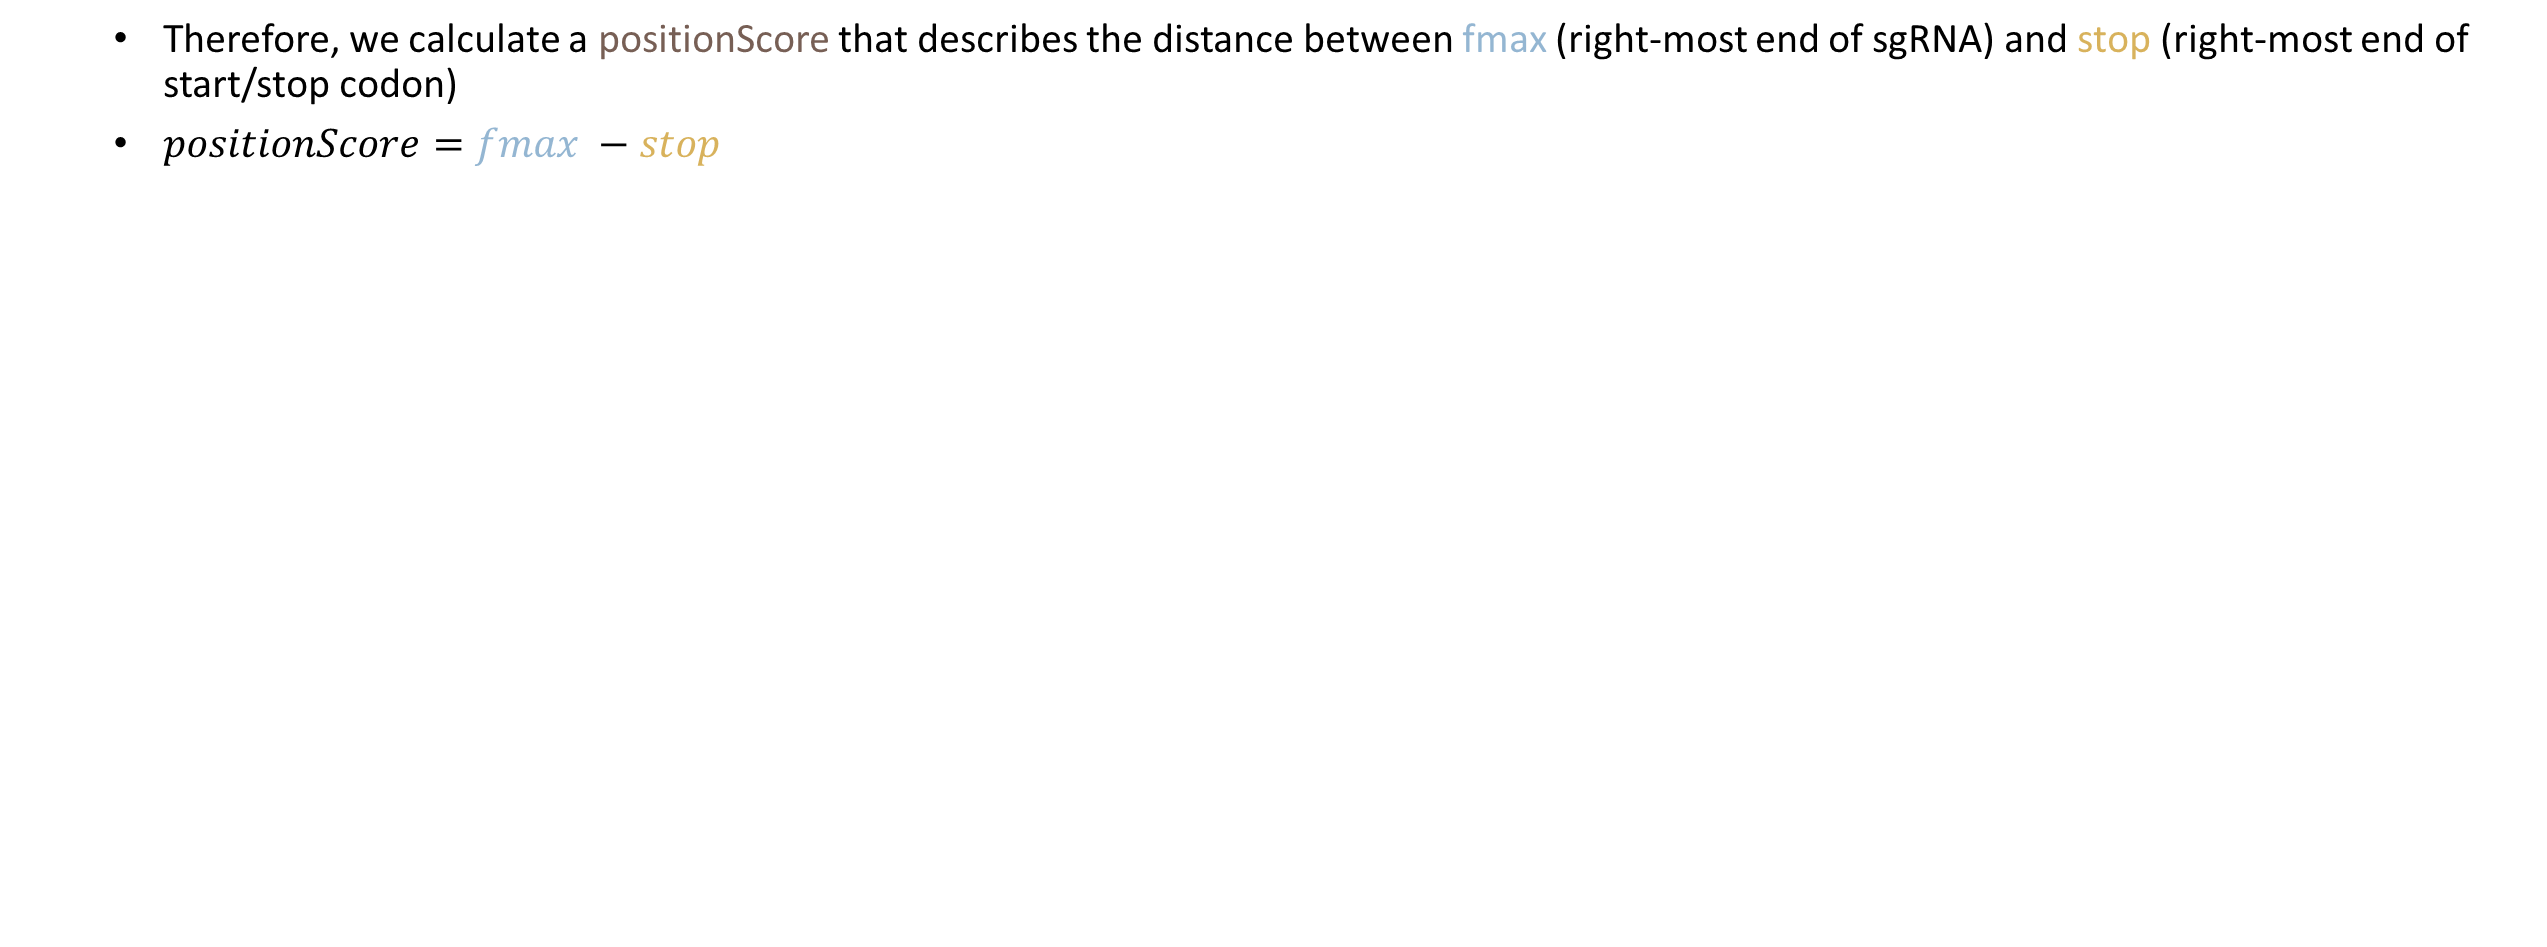 • Therefore, we calculate a positionScore that describes the distance between fmax (right-most end of sgRNA) and stop (right-most end of
start/stop codon)
• positionScore = fmax − stop